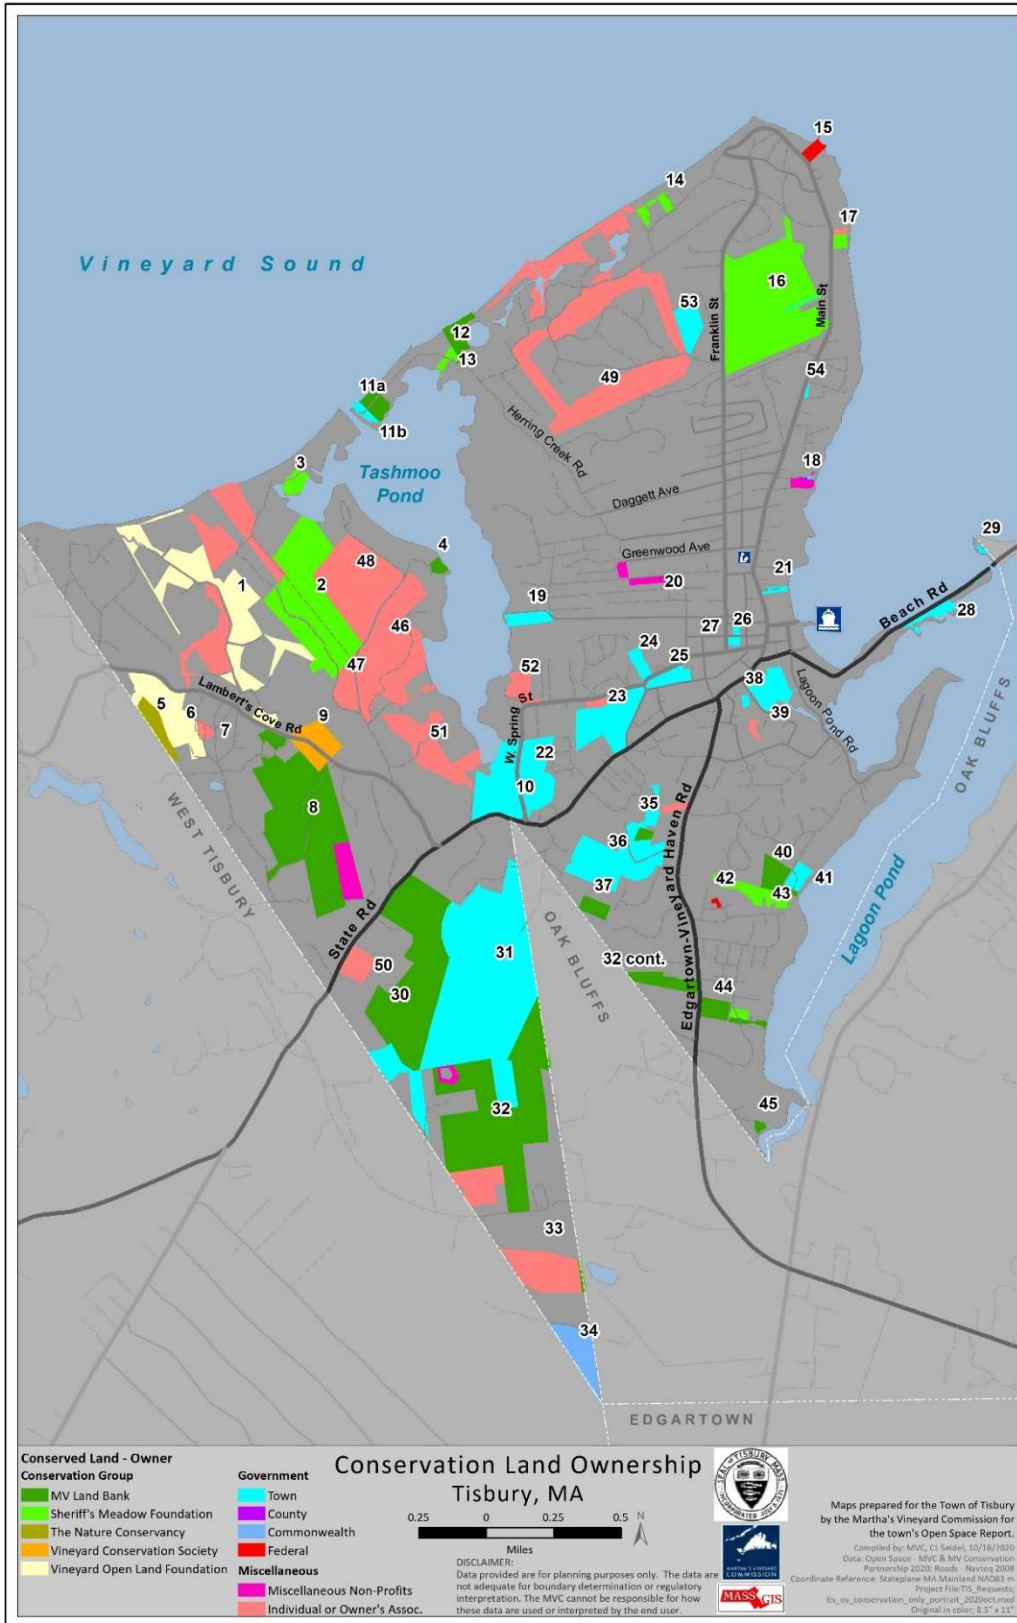 15
14
17
Vineyard Sound
16
53
Franklin St
Main St
12
13
49
54
11a
11b
Herring Creek Rd
Tashmoo
Pond
3
18
Daggett Ave
29
48
4
Greenwood Ave
1
2
20
21
Beach Rd
28
19
46
26
27
24
25
52
47
Lambert's Cove Rd
38
Lagoon Pond Rd
5
6
9
7
23
39
51
W. Spring St
OAK BLUFFS
22
10
35
8
36
WEST TISBURY
40
42
41
37
43
State Rd
Edgartown-Vineyard Haven Rd
Lagoon Pond
OAK BLUFFS
31
32 cont.
50
30
44
32
45
33
34
EDGARTOWN
Conserved Land - Owner
Conservation Group
MV Land Bank
Sheriff's Meadow Foundation
The Nature Conservancy
Vineyard Conservation Society
Vineyard Open Land Foundation
Government
Town
County
Commonwealth
Federal
Miscellaneous
Miscellaneous Non-Profits
Individual or Owner's Assoc.
Conservation Land Ownership
Tisbury, MA
0.25 0 0.25 0.5
Miles
N
DISCLAIMER:
Data provided are for planning purposes only. The data are
not adequate for boundary determination or regulatory
interpretation. The MVC cannot be responsible for how
these data are used or interpreted by the end user.
SEAL OF TISBURY MASS
MARTHA'S VINEYARD
COMMISSION
MASSGIS
Maps prepared for the Town of Tisbury
by the Martha's Vineyard Commission for
the town's Open Space Report.
Compiled by: MVC, CL Seidel, 10/18/2020
Data: Open Space - MVC & MV Conservation
Partnership 2020; Roads - Navteq 2008
Coordinate Reference: Stateplane MA Mainland NAD83 m
Project File:TIS_Requests;
tis_os_conservation_only_portrait_2020oct.mxd
Original in color; 8.5" x 11"